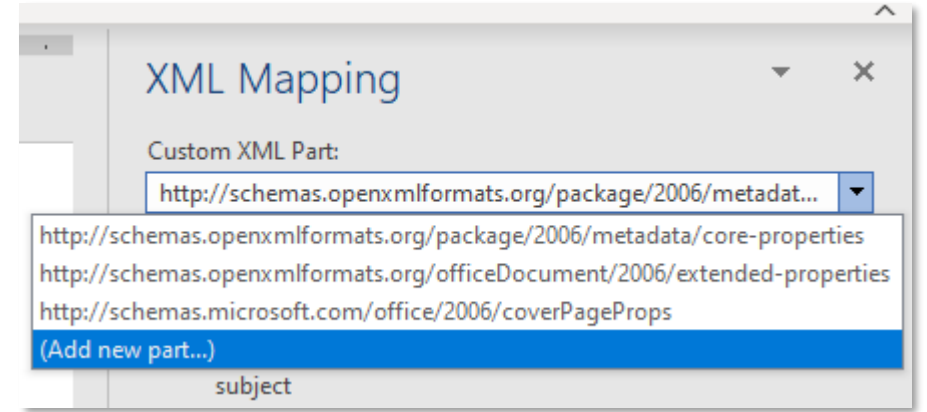 XML Mapping
Custom XML Part:
http://schemas.openxmlformats.org/package/2006/metadat...
http://schemas.openxmlformats.org/package/2006/metadata/core-properties
http://schemas.openxmlformats.org/officeDocument/2006/extended-properties
http://schemas.microsoft.com/office/2006/coverPageProps
(Add new part...)
subject